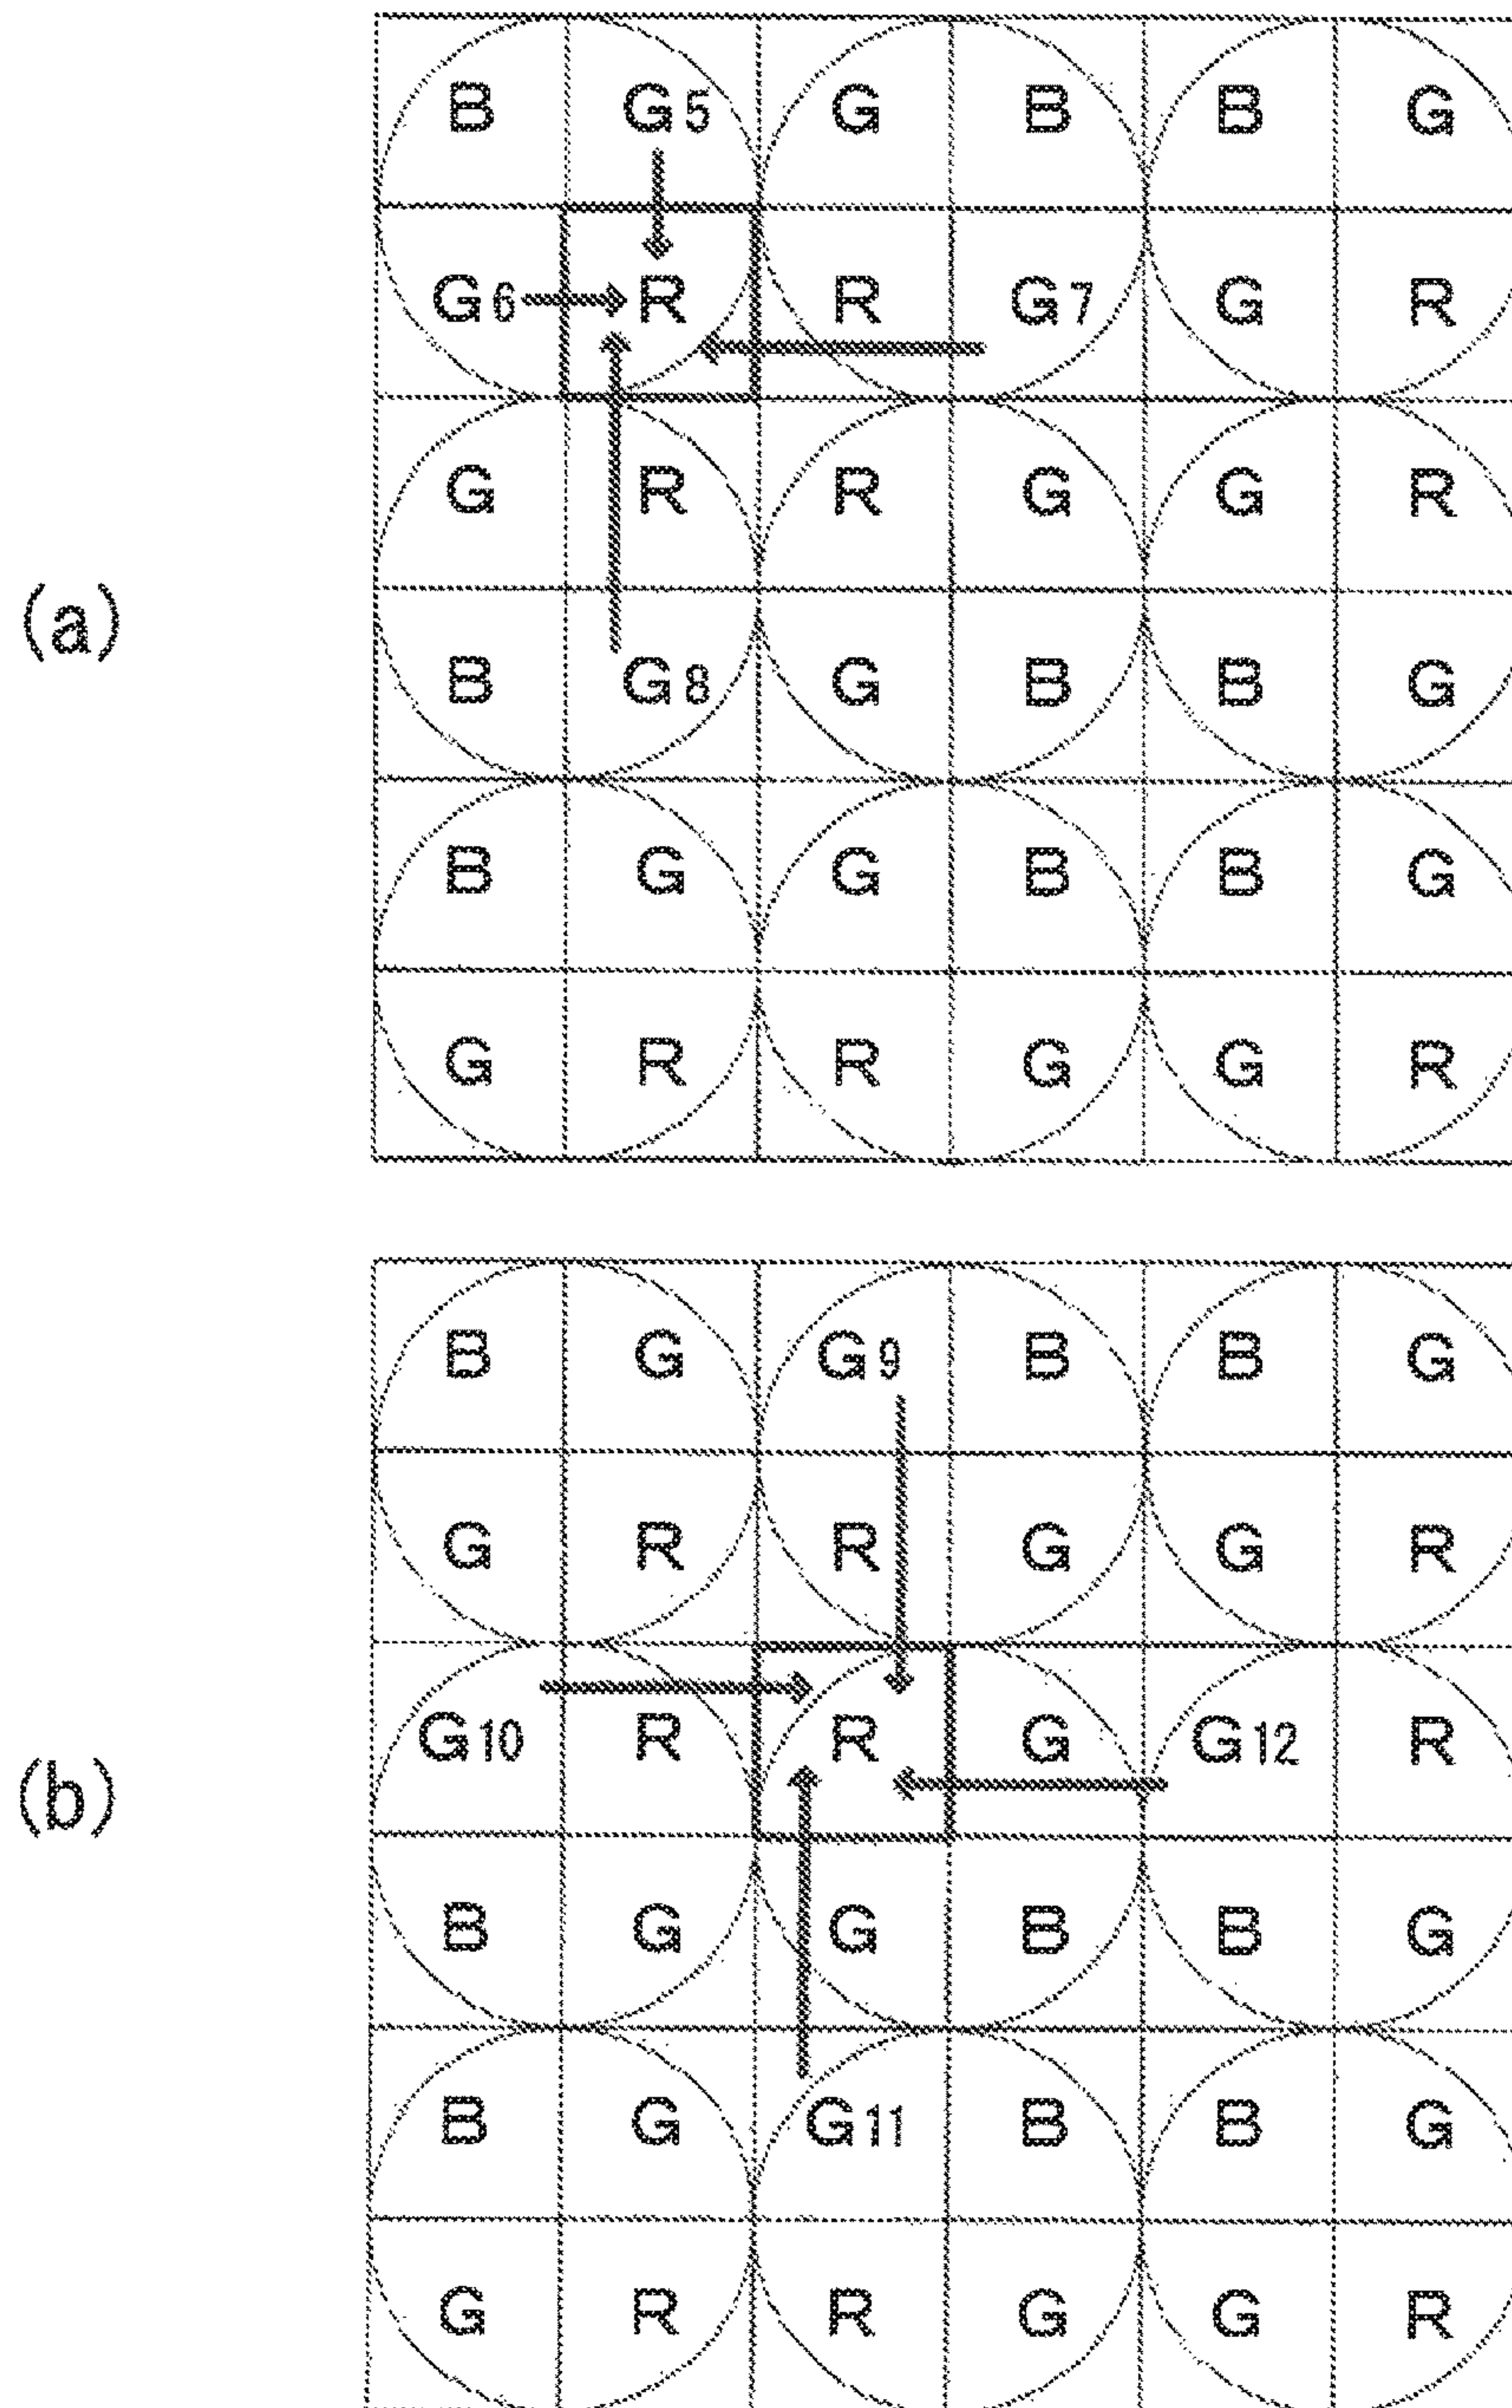 B G5 G B B G
G6 R R G7 G R
G R R G G R
(a)
B G8 G B B G
B G G B B G
G R R G G R
B G G9 B B G
G R R G G R
G10 R R G G12 R
(b)
B G G B B G
B G G11 B B G
G R R G G R